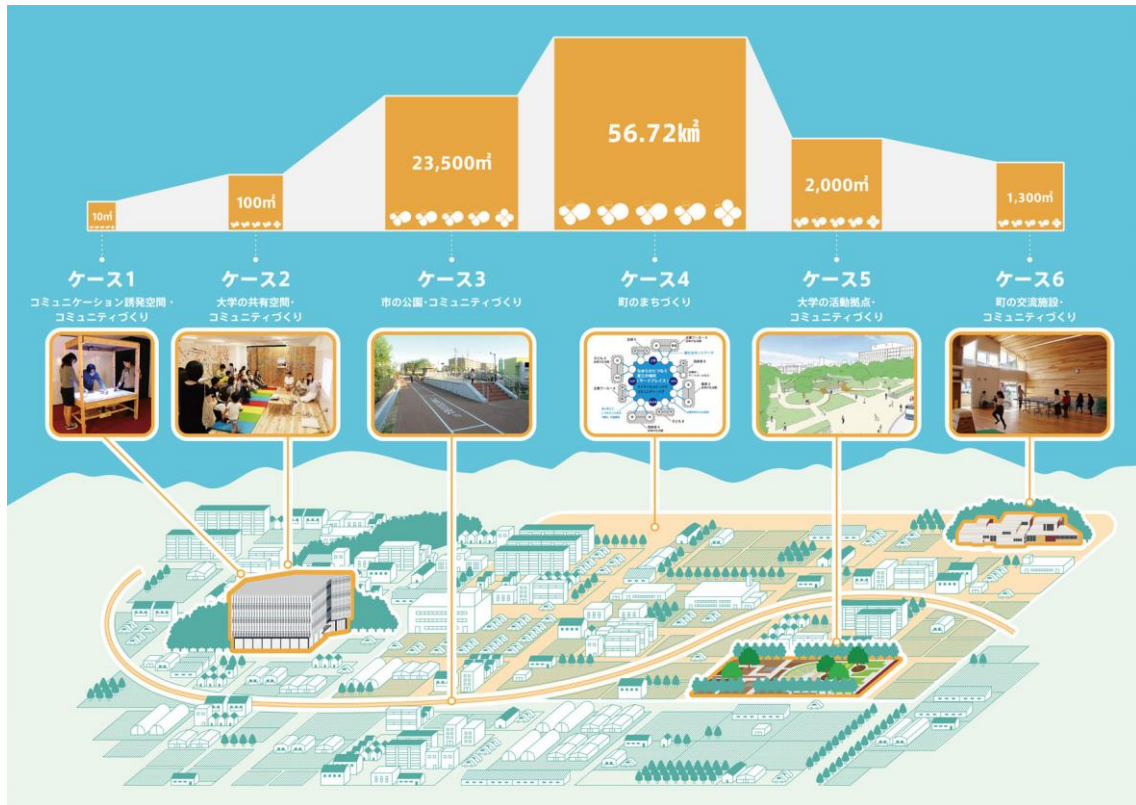 10㎡
100㎡
23,500㎡
56.72㎢
2,000㎡
1,300㎡
ケース1
コミュニケーション誘発空間・
コミュニティづくり
ケース2
大学の共有空間・
コミュニティづくり
ケース3
市の公園・コミュニティづくり
ケース4
町のまちづくり
ケース5
大学の活動拠点・
コミュニティづくり
ケース6
町の交流施設・
コミュニティづくり